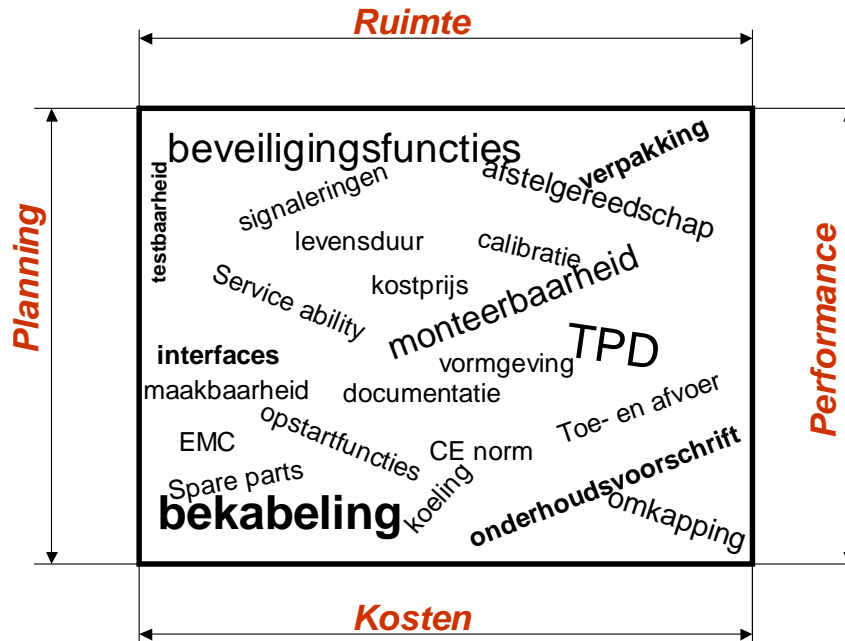 Ruimte
Planning
Performance
beveiligingsfuncties
verpakking
afstelgereedschap
testbaarheid
signaleringen
levensduur
calibratie
Service ability
kostprijs
monteerbaarheid
TPD
interfaces
vormgeving
maakbaarheid
documentatie
Toe- en afvoer
opstartfuncties
EMC
CE norm
Spare parts
koeling
onderhoudsvoorschrift
bekabeling
omkapping
Kosten